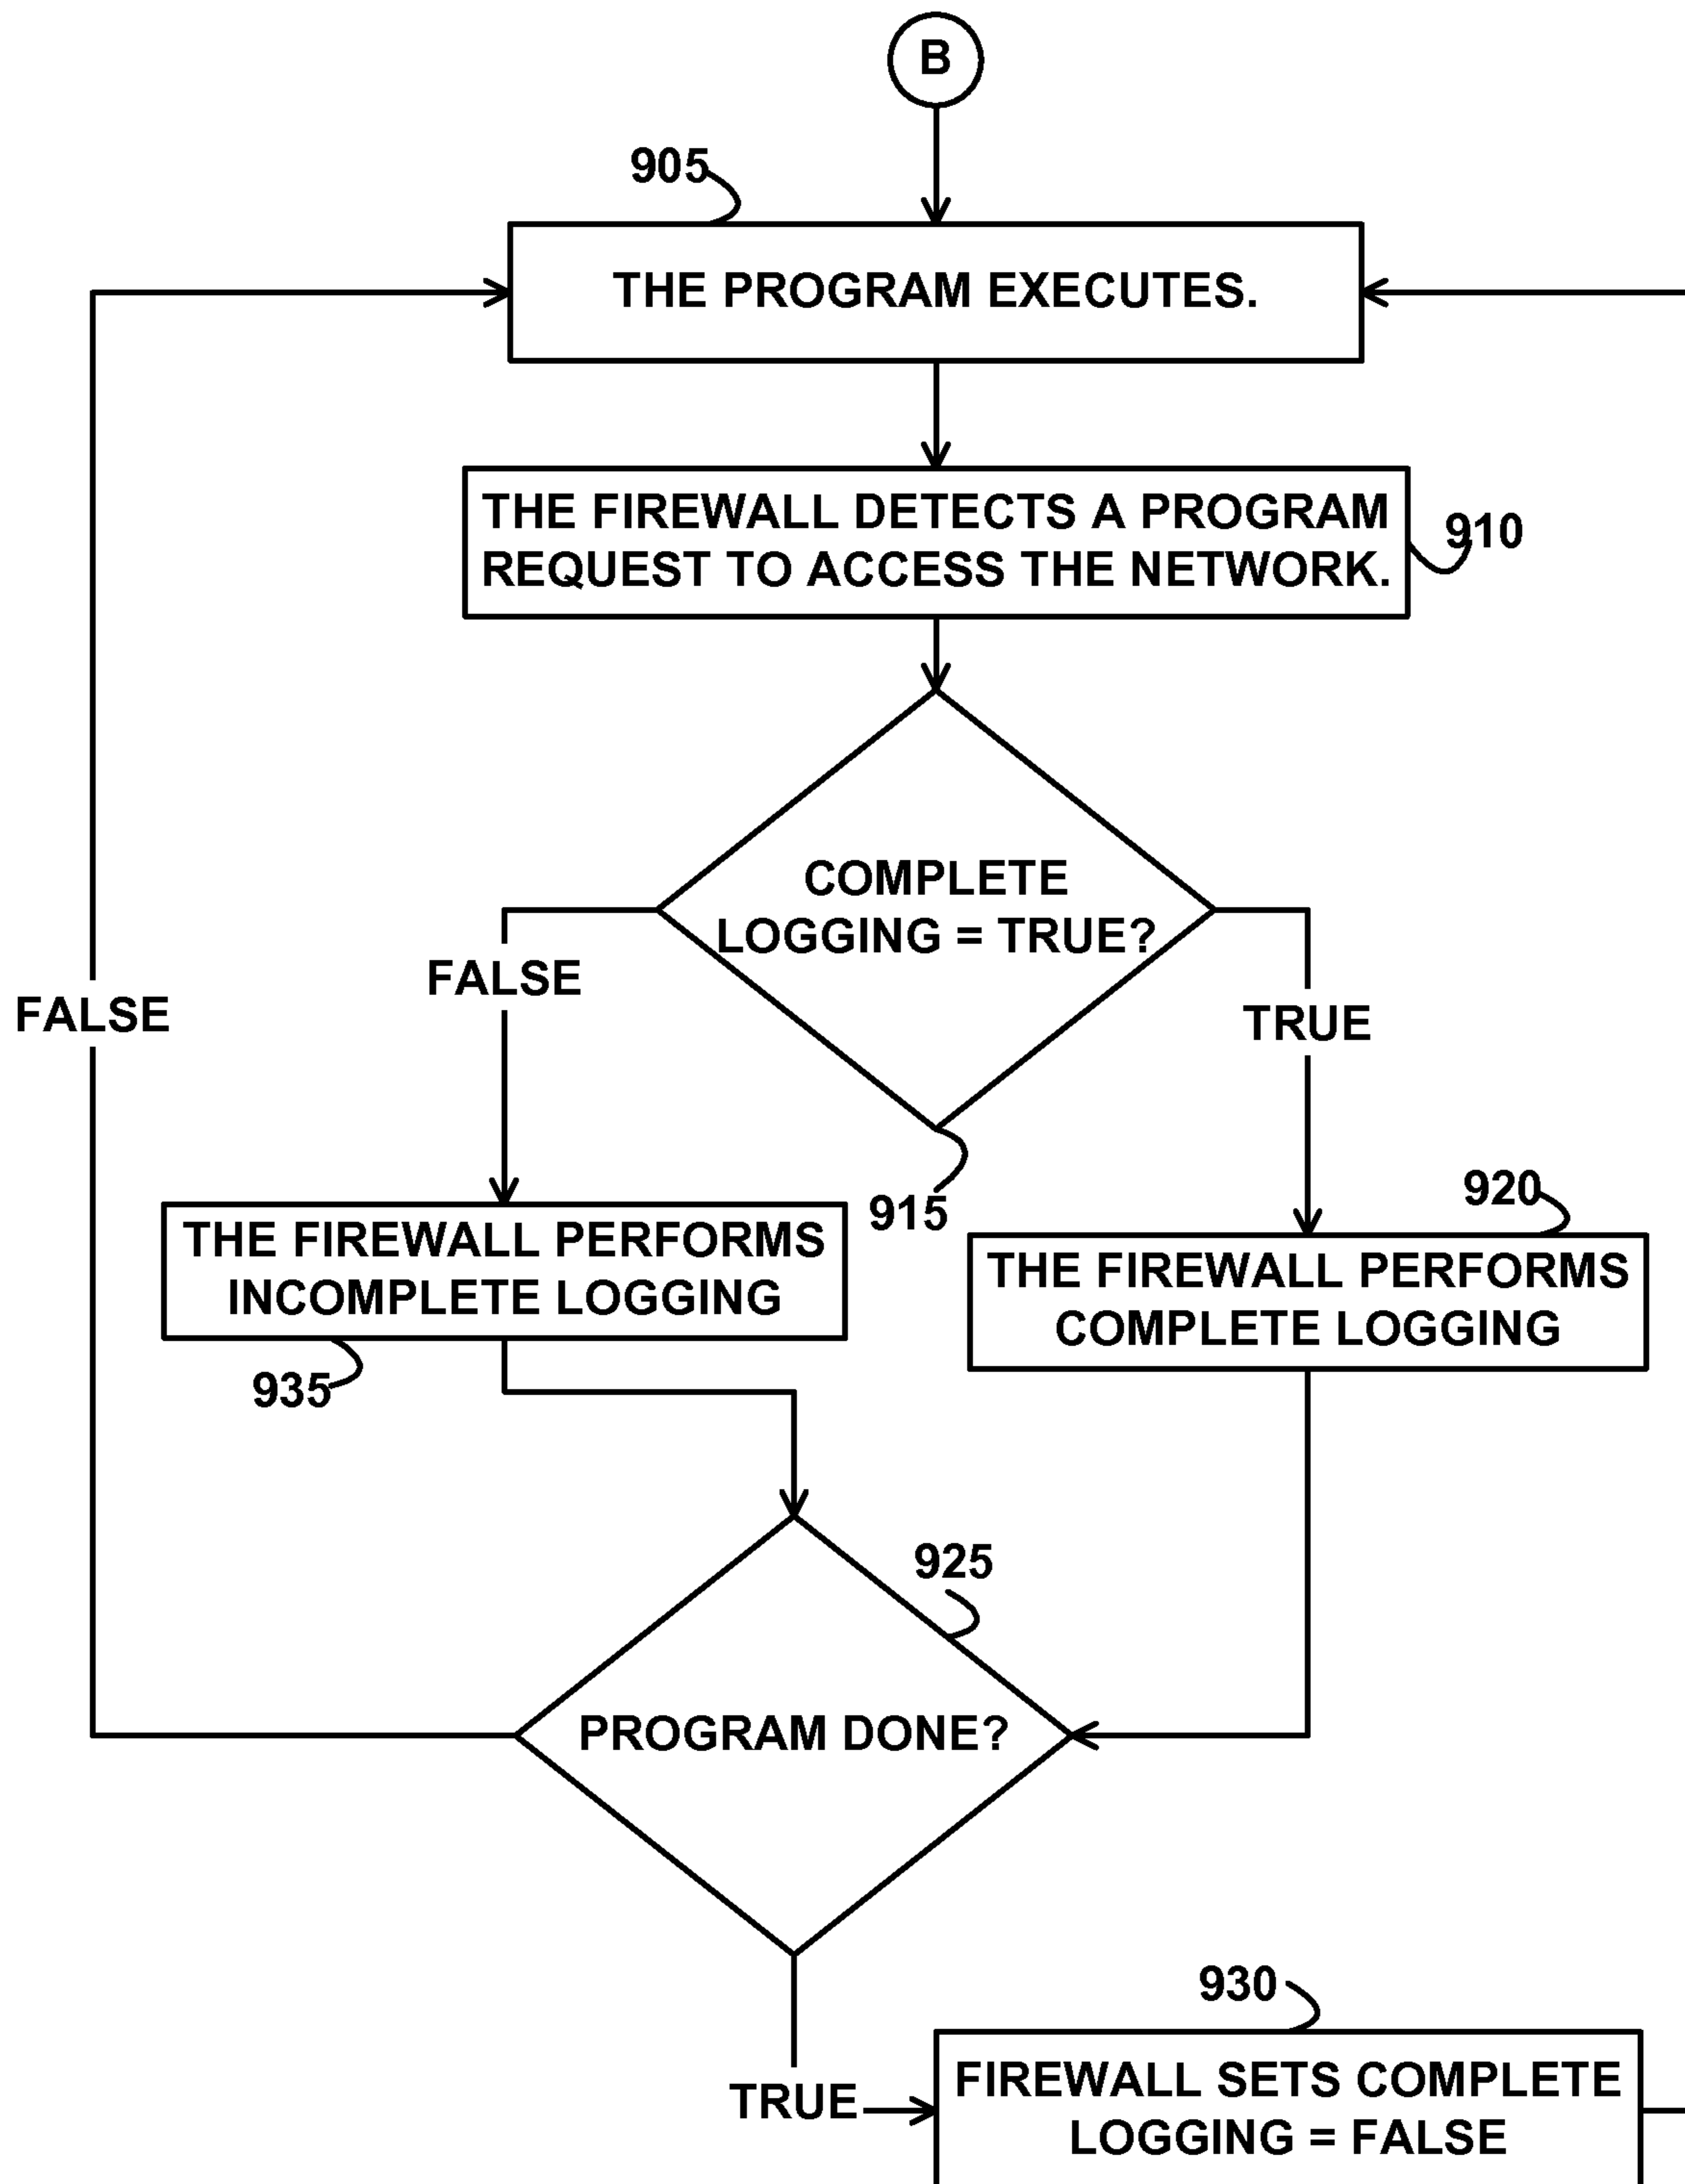 B
905
THE PROGRAM EXECUTES.
THE FIREWALL DETECTS A PROGRAM
REQUEST TO ACCESS THE NETWORK.
910
COMPLETE
LOGGING = TRUE?
FALSE
FALSE
TRUE
915
920
THE FIREWALL PERFORMS
INCOMPLETE LOGGING
THE FIREWALL PERFORMS
COMPLETE LOGGING
935
925
PROGRAM DONE?
930
TRUE
FIREWALL SETS COMPLETE
LOGGING = FALSE